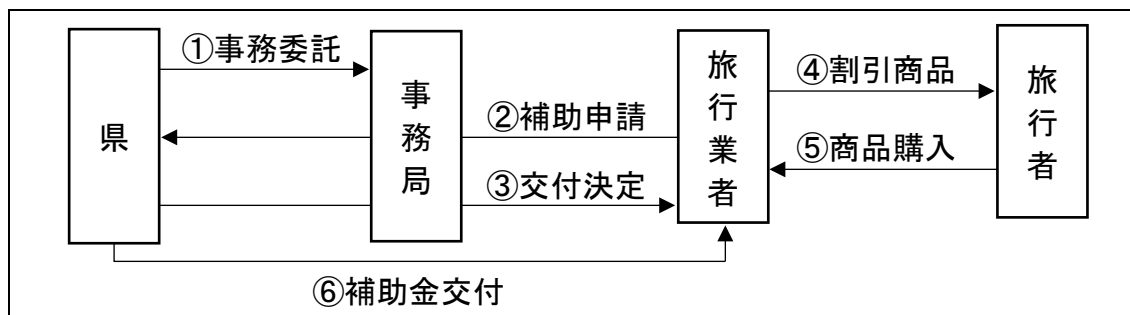 県
①事務委託
事務局
②補助申請
③交付決定
旅行業者
④割引商品
⑤商品購入
旅行者
⑥補助金交付